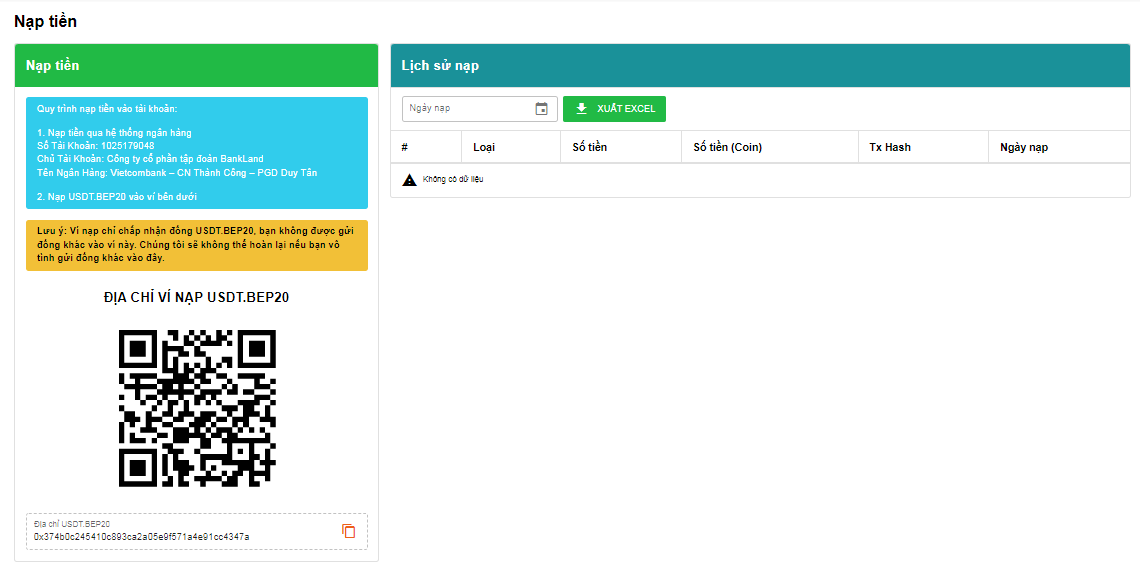 Nạp tiền
Nạp tiền
Quy trình nạp tiền vào tài khoản:
1. Nạp tiền qua hệ thống ngân hàng
Số Tài Khoản: 1025179048
Chủ Tài Khoản: Công ty cổ phần tập đoàn BankLand
Tên Ngân Hàng: Vietcombank – CN Thành Công – PGD Duy Tân
2. Nạp USDT.BEP20 vào ví bên dưới
Lưu ý: Ví nạp chỉ chấp nhận đồng USDT.BEP20, bạn không được gửi
đồng khác vào ví này. Chúng tôi sẽ không thể hoàn lại nếu bạn vô
tình gửi đồng khác vào đây.
ĐỊA CHỈ VÍ NẠP USDT.BEP20
Địa chỉ USDT.BEP20
0x374b0c245410c893ca2a05e9f571a4e91cc4347a
Lịch sử nạp
Ngày nạp
XUẤT EXCEL
# Loại Số tiền Số tiền (Coin) Tx Hash Ngày nạp
Không có dữ liệu